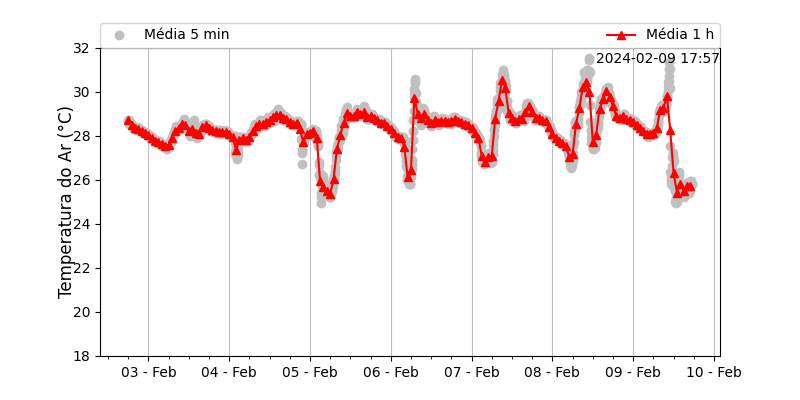 Média 5 min
Média 1 h
2024-02-09 17:57
Temperatura do Ar (°C)
32
30
28
26
24
22
20
18
03 - Feb
04 - Feb
05 - Feb
06 - Feb
07 - Feb
08 - Feb
09 - Feb
10 - Feb